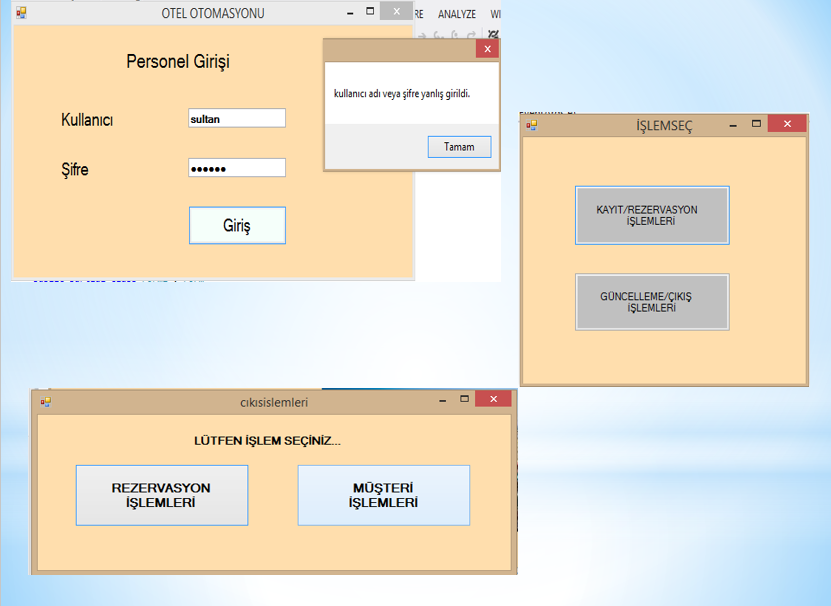 OTEL OTOMASYONU
RE ANALYZE WI
Personel Girişi
Kullanıcı
sultan
Şifre
●●●●●●
Giriş
kullanıcı adı veya şifre yanlış girildi.
Tamam
İŞLEMSEÇ
KAYIT/REZERVASYON
İŞLEMLERİ
GÜNCELLEME/ÇIKIŞ
İŞLEMLERİ
cıkısislemleri
LÜTFEN İŞLEM SEÇİNİZ...
REZERVASYON
İŞLEMLERİ
MÜŞTERİ
İŞLEMLERİ